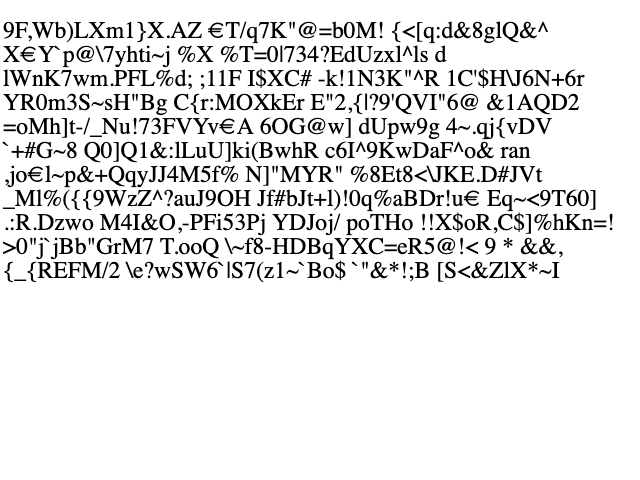 9F,Wb)LXm1}X.AZ €T/q7K"@=b0M! {<[q:d&8glQ&^
X€Y`p@\7yhti~j %X %T=0|734?EdUzxl^ls d
lWnK7wm.PFL%d; ;11F I$XC# -k!1N3K"^R 1C'$H\J6N+6r
YR0m3S~sH"Bg C{r:MOXkEr E"2,{|?9'QVI"6@ &1AQD2
=oMh]t-/_Nu!73FVYv€A 6OG@w] dUpw9g 4~.qj{vDV
`+#G~8 Q0]Q1&:lLuU]ki(BwhR c6I^9KwDaF^o& ran
,jo€l~p&+QqyJJ4M5f% N]"MYR" %8Et8<\JKE.D#JVt
_Ml%({{9WzZ^?auJ9OH Jf#bJt+l)!0q%aBDr!u€ Eq~<9T60]
.:R.Dzwo M4I&O,-PFi53Pj YDJoj/ poTHo !!X$oR,C$]%hKn=!
>0"j`jBb"GrM7 T.ooQ \~f8-HDBqYXC=eR5@!< 9 * &&,
{_{REFM/2 \e?wSW6`|S7(z1~`Bo$ `"&*!;B [S<&ZlX*~I